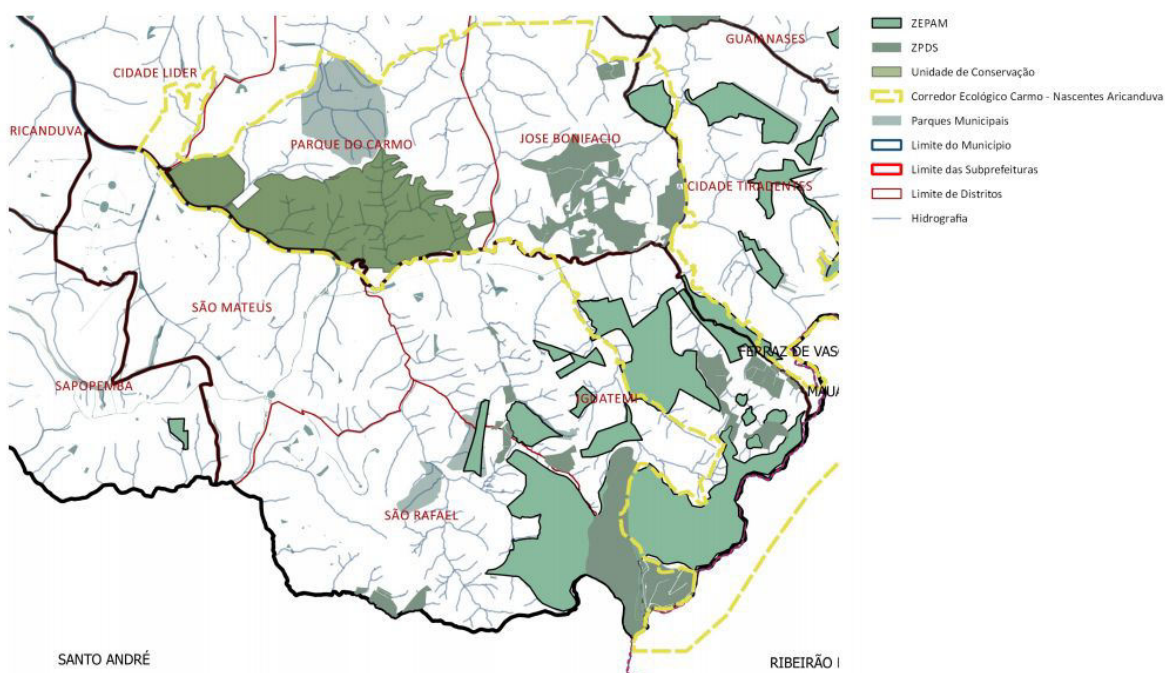 GUAIANASES
CIDADE LIDER
RICANDUVA
PARQUE DO CARMO
JOSE BONIFACIO
CIDADE TIRADENTES
SÃO MATEUS
FERRAZ DE VASC
MAUA
SAPOPEMBA
IGUATEMI
SÃO RAFAEL
SANTO ANDRÉ
RIBEIRÃO
ZEPAM
ZPDS
Unidade de Conservação
Corredor Ecológico Carmo - Nascentes Aricanduva
Parques Municipais
Limite do Município
Limite das Subprefeituras
Limite de Distritos
Hidrografia